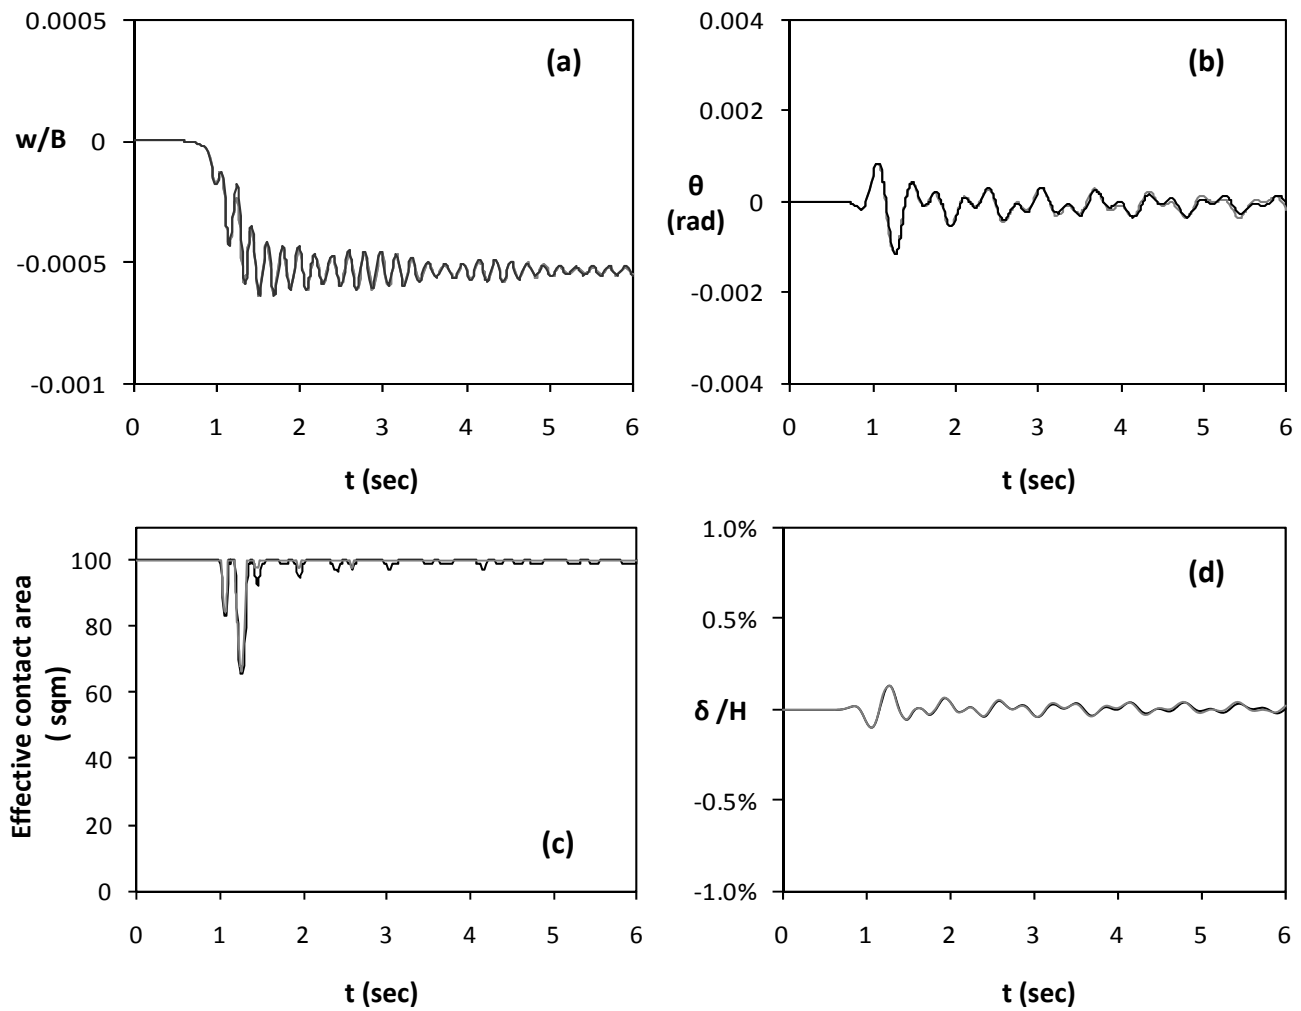 0.0005
(a)
w/B
0
-0.0005
-0.001
0 1 2 3 4 5 6
t (sec)
0.004
(b)
0.002
θ
(rad)
0
-0.002
-0.004
0 1 2 3 4 5 6
t (sec)
Effective contact area
( sqm)
100
80
60
40
20
0
(c)
0 1 2 3 4 5 6
t (sec)
1.0%
(d)
0.5%
δ /H
0.0%
-0.5%
-1.0%
0 1 2 3 4 5 6
t (sec)